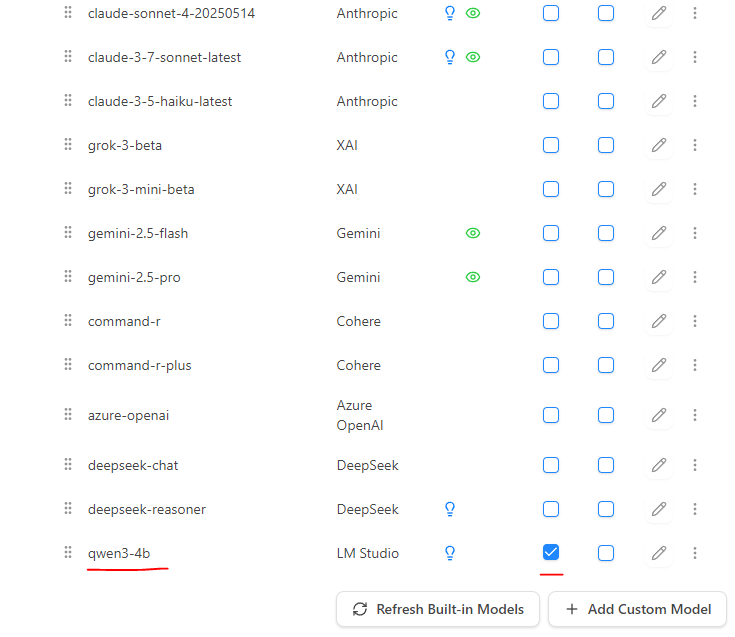 claude-sonnet-4-20250514 Anthropic
claude-3-7-sonnet-latest Anthropic
claude-3-5-haiku-latest Anthropic
grok-3-beta XAI
grok-3-mini-beta XAI
gemini-2.5-flash Gemini
gemini-2.5-pro Gemini
command-r Cohere
command-r-plus Cohere
azure-openai Azure
OpenAI
deepseek-chat DeepSeek
deepseek-reasoner DeepSeek
qwen3-4b LM Studio
Refresh Built-in Models + Add Custom Model